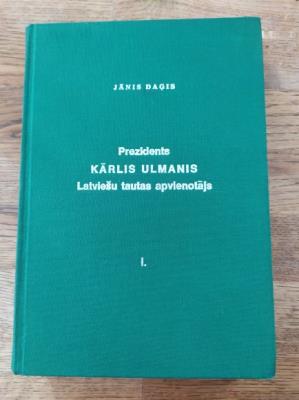 JĀNIS DAĢIS
Prezidents
KĀRLIS ULMANIS
Latviešu tautas apvienotājs
I.